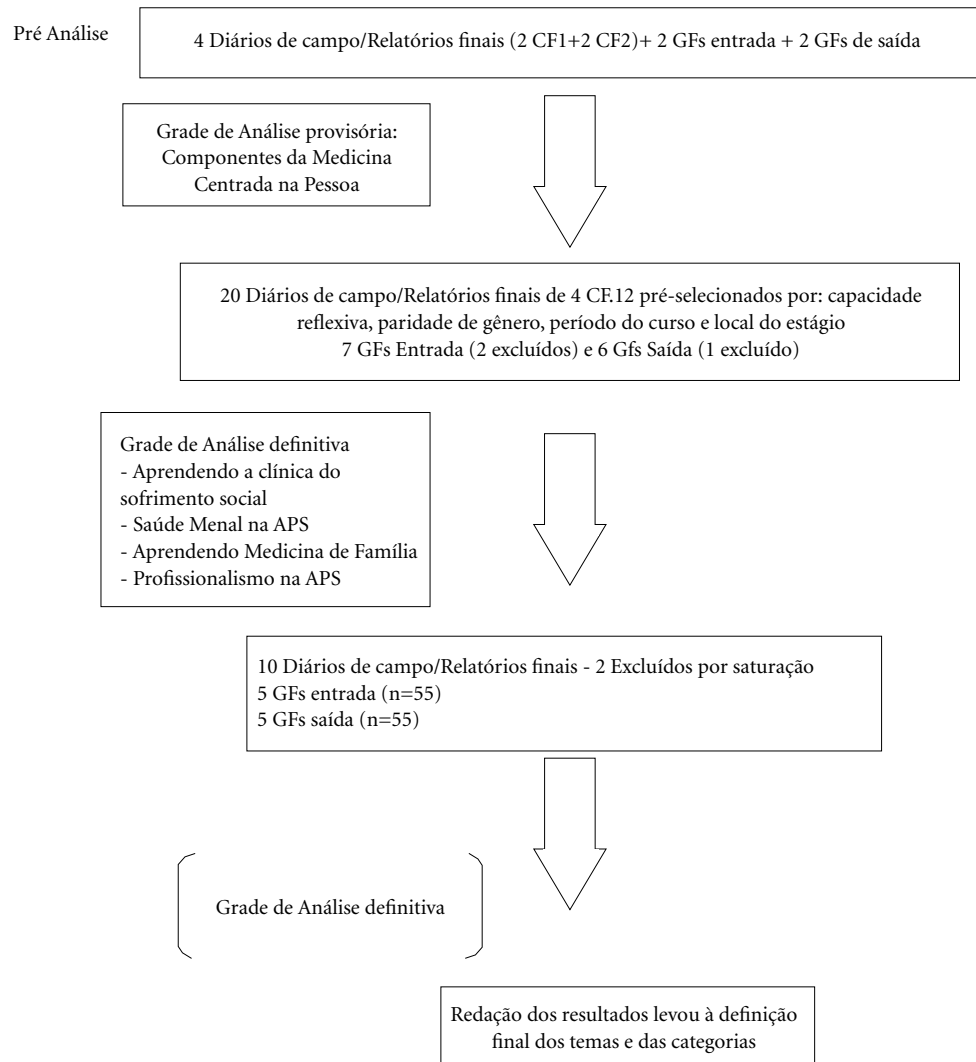 Pré Análise
4 Diários de campo/Relatórios finais (2 CF1+2 CF2)+ 2 GFs entrada + 2 GFs de saída
Grade de Análise provisória:
Componentes da Medicina
Centrada na Pessoa
20 Diários de campo/Relatórios finais de 4 CF.12 pré-selecionados por: capacidade
reflexiva, paridade de gênero, período do curso e local do estágio
7 GFs Entrada (2 excluídos) e 6 Gfs Saída (1 excluído)
Grade de Análise definitiva
- Aprendendo a clínica do
sofrimento social
- Saúde Menal na APS
- Aprendendo Medicina de Família
- Profissionalismo na APS
10 Diários de campo/Relatórios finais - 2 Excluídos por saturação
5 GFs entrada (n=55)
5 GFs saída (n=55)
Grade de Análise definitiva
Redação dos resultados levou à definição
final dos temas e das categorias